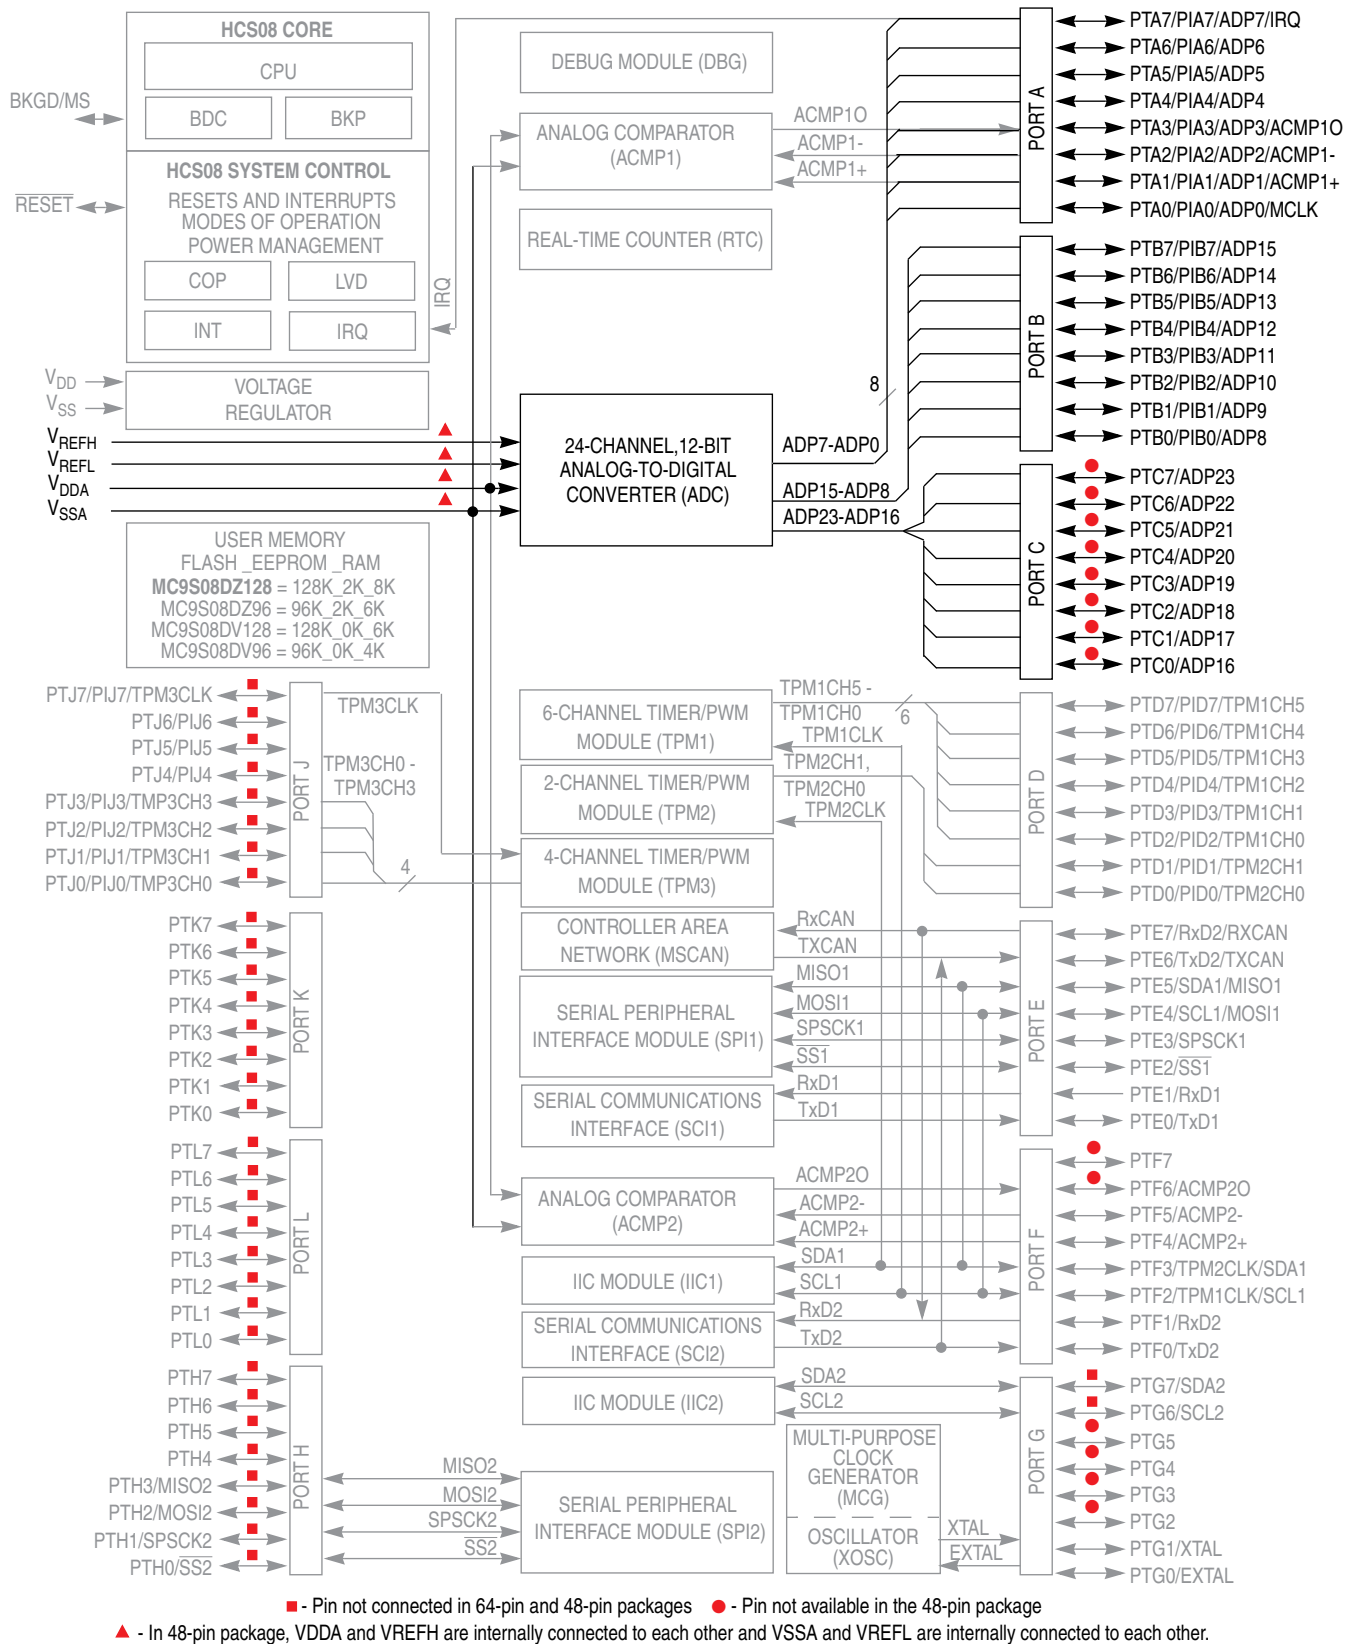 HCS08 CORE
CPU
BDC
BKP
BKGD/MS
HCS08 SYSTEM CONTROL
RESETS AND INTERRUPTS
MODES OF OPERATION
POWER MANAGEMENT
COP
LVD
INT
IRQ
RESET
IRQ
VDD
VSS
VOLTAGE
REGULATOR
VREFH
VREFL
VDDA
VSSA
USER MEMORY
FLASH _EEPROM _RAM
MC9S08DZ128 = 128K_2K_8K
MC9S08DZ96 = 96K_2K_6K
MC9S08DV128 = 128K_0K_6K
MC9S08DV96 = 96K_0K_4K
DEBUG MODULE (DBG)
ANALOG COMPARATOR
(ACMP1)
ACMP1O
ACMP1-
ACMP1+
REAL-TIME COUNTER (RTC)
24-CHANNEL,12-BIT
ANALOG-TO-DIGITAL
CONVERTER (ADC)
8
ADP7-ADP0
ADP15-ADP8
ADP23-ADP16
PORT A
PTA7/PIA7/ADP7/IRQ
PTA6/PIA6/ADP6
PTA5/PIA5/ADP5
PTA4/PIA4/ADP4
PTA3/PIA3/ADP3/ACMP1O
PTA2/PIA2/ADP2/ACMP1-
PTA1/PIA1/ADP1/ACMP1+
PTA0/PIA0/ADP0/MCLK
PORT B
PTB7/PIB7/ADP15
PTB6/PIB6/ADP14
PTB5/PIB5/ADP13
PTB4/PIB4/ADP12
PTB3/PIB3/ADP11
PTB2/PIB2/ADP10
PTB1/PIB1/ADP9
PTB0/PIB0/ADP8
PORT C
PTC7/ADP23
PTC6/ADP22
PTC5/ADP21
PTC4/ADP20
PTC3/ADP19
PTC2/ADP18
PTC1/ADP17
PTC0/ADP16
PTJ7/PIJ7/TPM3CLK
PTJ6/PIJ6
PTJ5/PIJ5
PTJ4/PIJ4
PTJ3/PIJ3/TMP3CH3
PTJ2/PIJ2/TPM3CH2
PTJ1/PIJ1/TPM3CH1
PTJ0/PIJ0/TMP3CH0
PORT J
TPM3CLK
TPM3CH0 -
TPM3CH3
4
6-CHANNEL TIMER/PWM
MODULE (TPM1)
TPM1CH5 -
TPM1CH0
6
TPM1CLK
2-CHANNEL TIMER/PWM
MODULE (TPM2)
TPM2CH1,
TPM2CH0
TPM2CLK
4-CHANNEL TIMER/PWM
MODULE (TPM3)
PORT D
PTD7/PID7/TPM1CH5
PTD6/PID6/TPM1CH4
PTD5/PID5/TPM1CH3
PTD4/PID4/TPM1CH2
PTD3/PID3/TPM1CH1
PTD2/PID2/TPM1CH0
PTD1/PID1/TPM2CH1
PTD0/PID0/TPM2CH0
PTK7
PTK6
PTK5
PTK4
PTK3
PTK2
PTK1
PTK0
PORT K
CONTROLLER AREA
NETWORK (MSCAN)
RxCAN
TXCAN
SERIAL PERIPHERAL
INTERFACE MODULE (SPI1)
MISO1
MOSI1
SPSCK1
SS1
SERIAL COMMUNICATIONS
INTERFACE (SCI1)
RxD1
TxD1
PORT E
PTE7/RxD2/RXCAN
PTE6/TxD2/TXCAN
PTE5/SDA1/MISO1
PTE4/SCL1/MOSI1
PTE3/SPSCK1
PTE2/SS1
PTE1/RxD1
PTE0/TxD1
PTL7
PTL6
PTL5
PTL4
PTL3
PTL2
PTL1
PTL0
PORT L
ANALOG COMPARATOR
(ACMP2)
ACMP2O
ACMP2-
ACMP2+
IIC MODULE (IIC1)
SDA1
SCL1
SERIAL COMMUNICATIONS
INTERFACE (SCI2)
RxD2
TxD2
PORT F
PTF7
PTF6/ACMP2O
PTF5/ACMP2-
PTF4/ACMP2+
PTF3/TPM2CLK/SDA1
PTF2/TPM1CLK/SCL1
PTF1/RxD2
PTF0/TxD2
PTH7
PTH6
PTH5
PTH4
PTH3/MISO2
PTH2/MOSI2
PTH1/SPSCK2
PTH0/SS2
PORT H
MISO2
MOSI2
SPSCK2
SS2
IIC MODULE (IIC2)
SDA2
SCL2
SERIAL PERIPHERAL
INTERFACE MODULE (SPI2)
MULTI-PURPOSE
CLOCK
GENERATOR
(MCG)
OSCILLATOR
(XOSC)
XTAL
EXTAL
PORT G
PTG7/SDA2
PTG6/SCL2
PTG5
PTG4
PTG3
PTG2
PTG1/XTAL
PTG0/EXTAL
- Pin not connected in 64-pin and 48-pin packages
- Pin not available in the 48-pin package
- In 48-pin package, VDDA and VREFH are internally connected to each other and VSSA and VREFL are internally connected to each other.